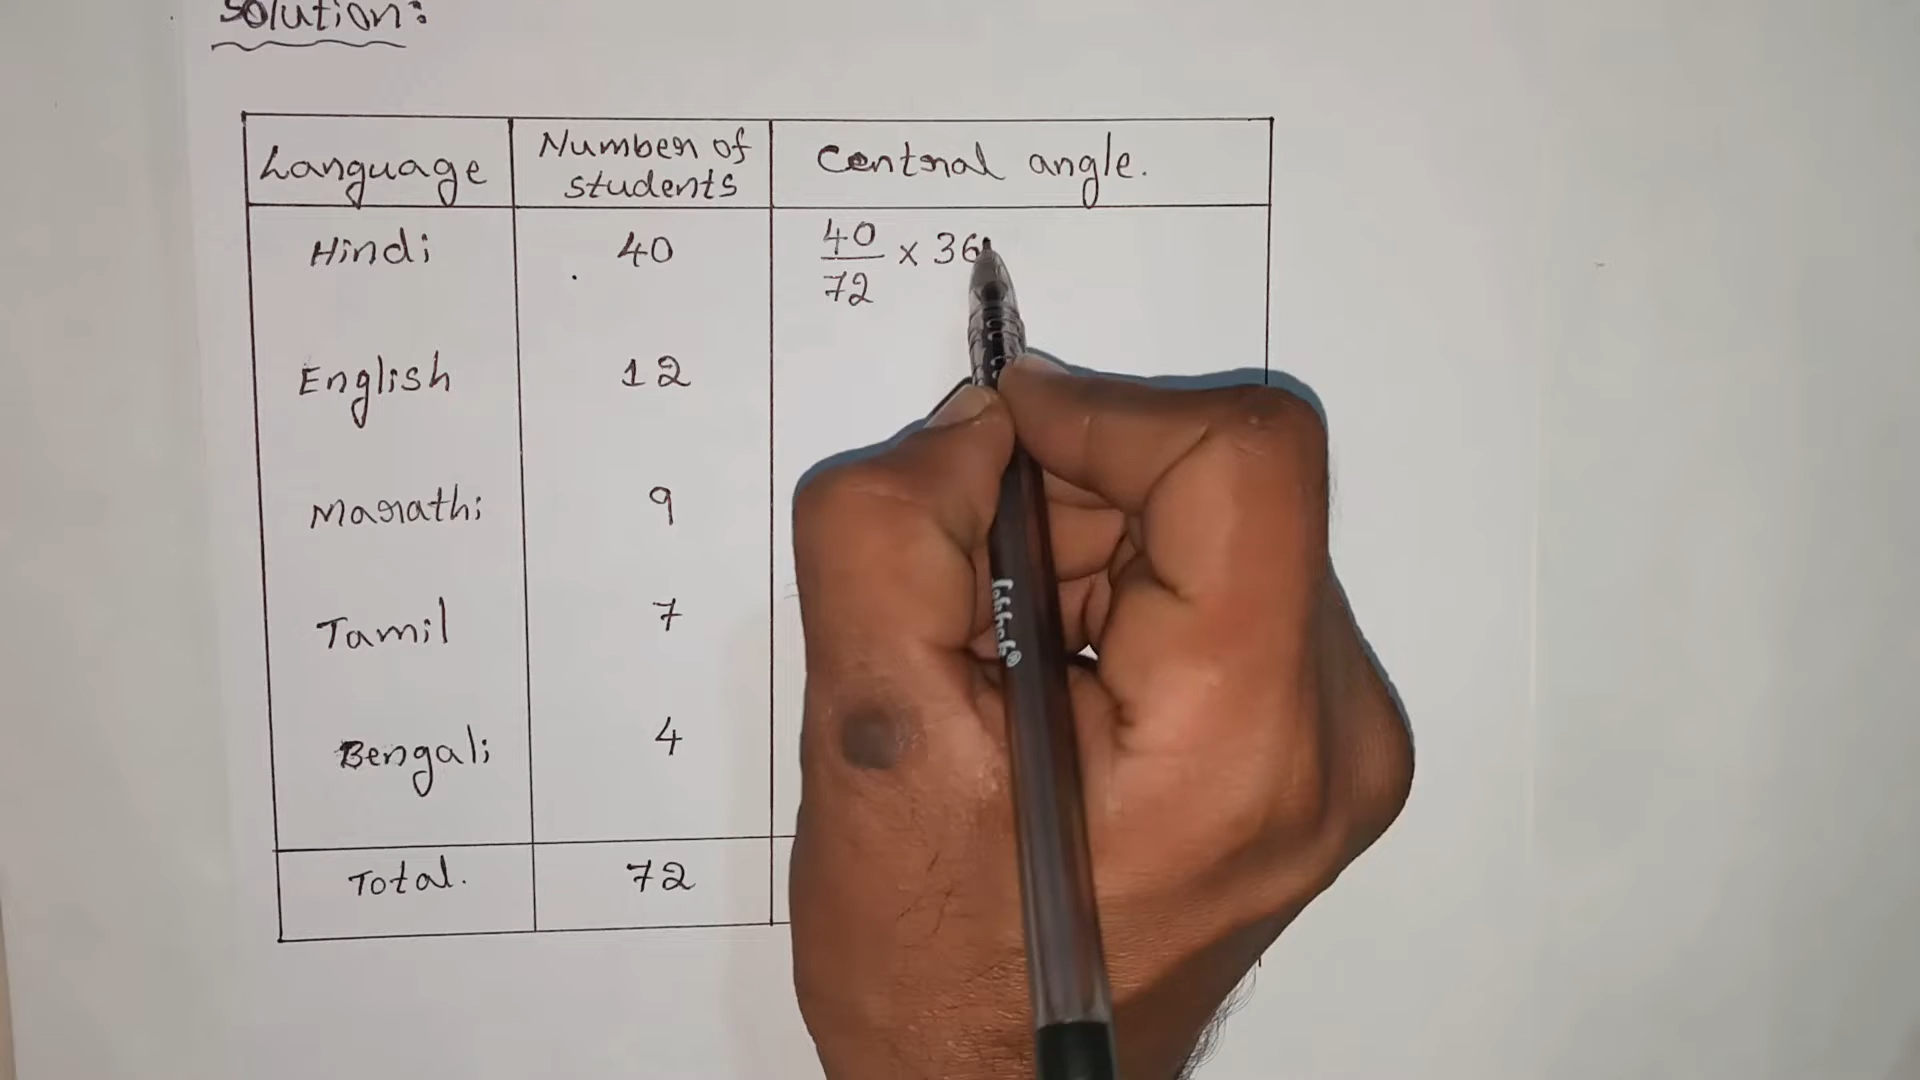 Solution:
Language Number of students Central angle.
Hindi 40 40/72 × 36
English 12
Marathi 9
Tamil 7
Bengali 4
Total. 72